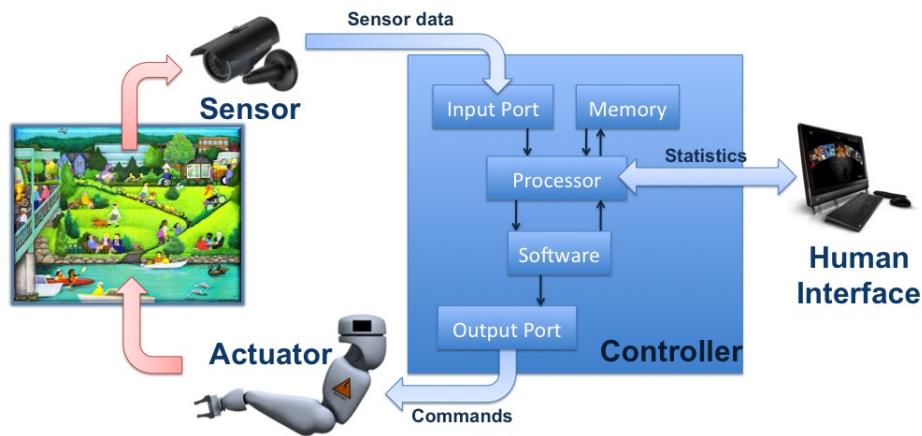 Sensor data
Sensor
Input Port
Memory
Statistics
Processor
Software
Human
Interface
Output Port
Actuator
Controller
Commands